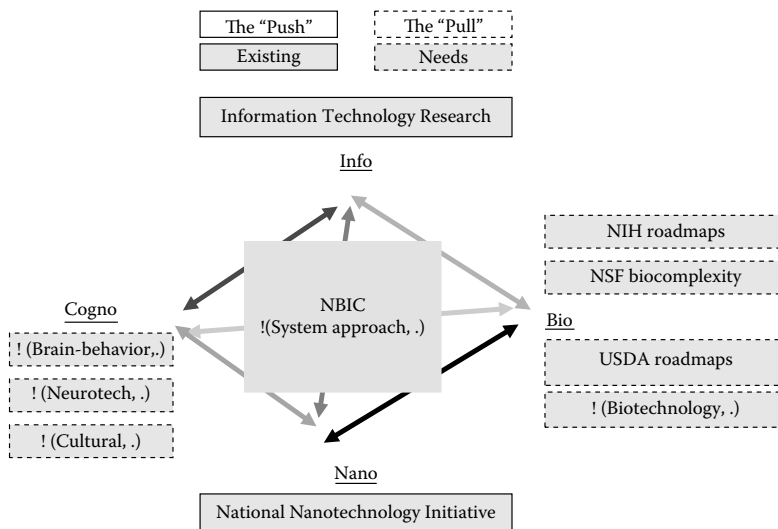 The “Push”
The “Pull”
Existing
Needs
Information Technology Research
Info
NIH roadmaps
NSF biocomplexity
NBIC
!(System approach, .)
Cogno
Bio
! (Brain-behavior,.)
! (Neurotech, .)
! (Cultural, .)
USDA roadmaps
! (Biotechnology, .)
Nano
National Nanotechnology Initiative